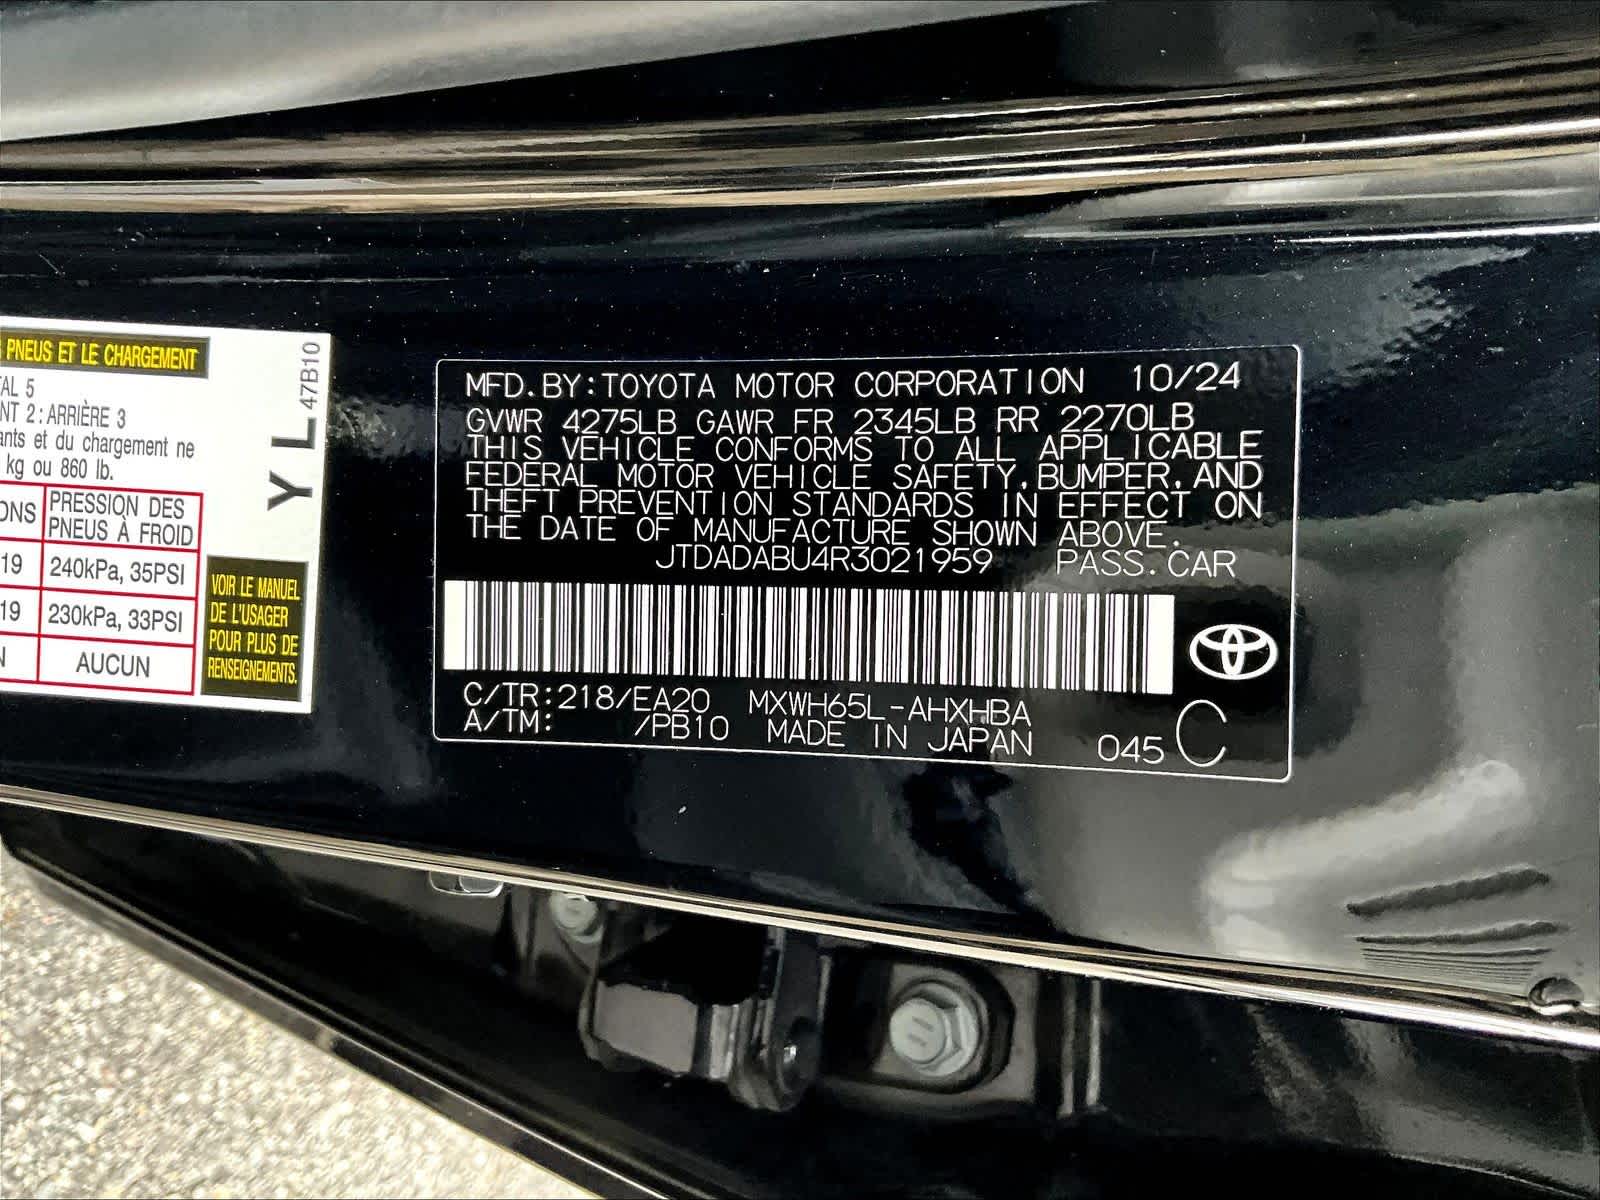 PNEUS ET LE CHARGEMENT
TAL 5
NT 2 : ARRIÈRE 3
ants et du chargement ne
kg ou 860 lb.
ONS PRESSION DES
PNEUS À FROID
19 240kPa, 35PSI
19 230kPa, 33PSI
N AUCUN
YL 47B10
VOIR LE MANUEL
DE L'USAGER
POUR PLUS DE
RENSEIGNEMENTS.
MFD.BY:TOYOTA MOTOR CORPORATION 10/24
GVWR 4275LB GAWR FR 2345LB RR 2270LB
THIS VEHICLE CONFORMS TO ALL APPLICABLE
FEDERAL MOTOR VEHICLE SAFETY,BUMPER,AND
THEFT PREVENTION STANDARDS IN EFFECT ON
THE DATE OF MANUFACTURE SHOWN ABOVE.
JTDADABU4R3021959 PASS.CAR
C/TR:218/EA20 MXWH65L-AHXHBA
A/TM: /PB10 MADE IN JAPAN 045 C